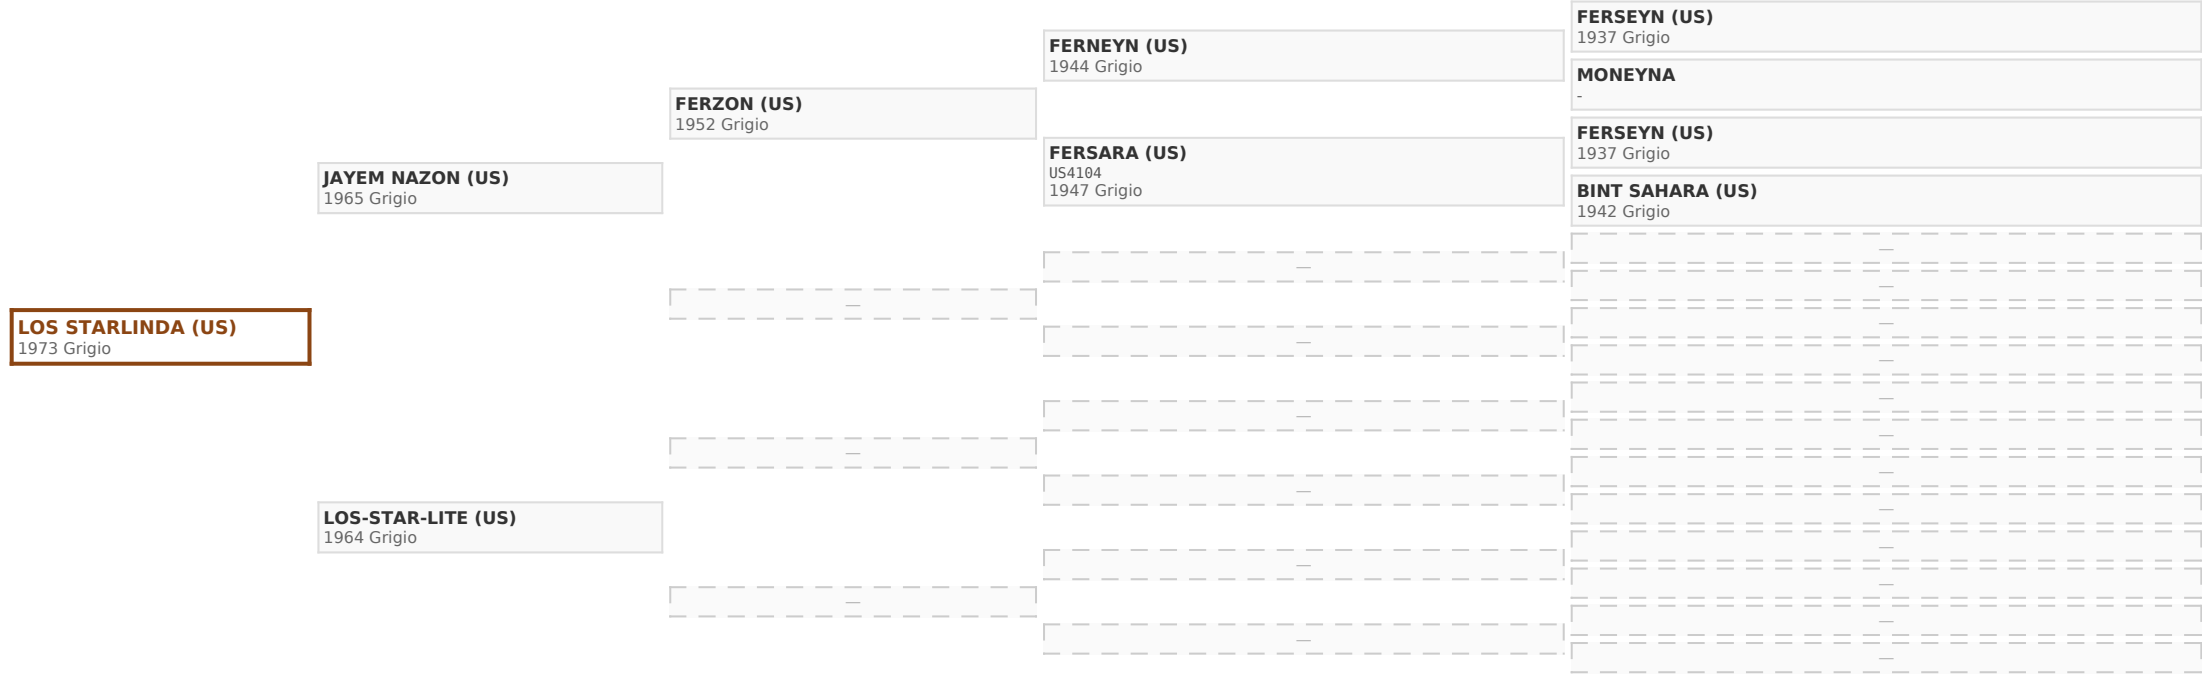 LOS STARLINDA (US)
1973 Grigio
JAYEM NAZON (US)
1965 Grigio
LOS-STAR-LITE (US)
1964 Grigio
FERZON (US)
1952 Grigio
—
—
—
FERNEYN (US)
1944 Grigio
FERSARA (US)
US4104
1947 Grigio
—
—
—
—
—
—
FERSEYN (US)
1937 Grigio
MONEYNA
-
FERSEYN (US)
1937 Grigio
BINT SAHARA (US)
1942 Grigio
—
—
—
—
—
—
—
—
—
—
—
—